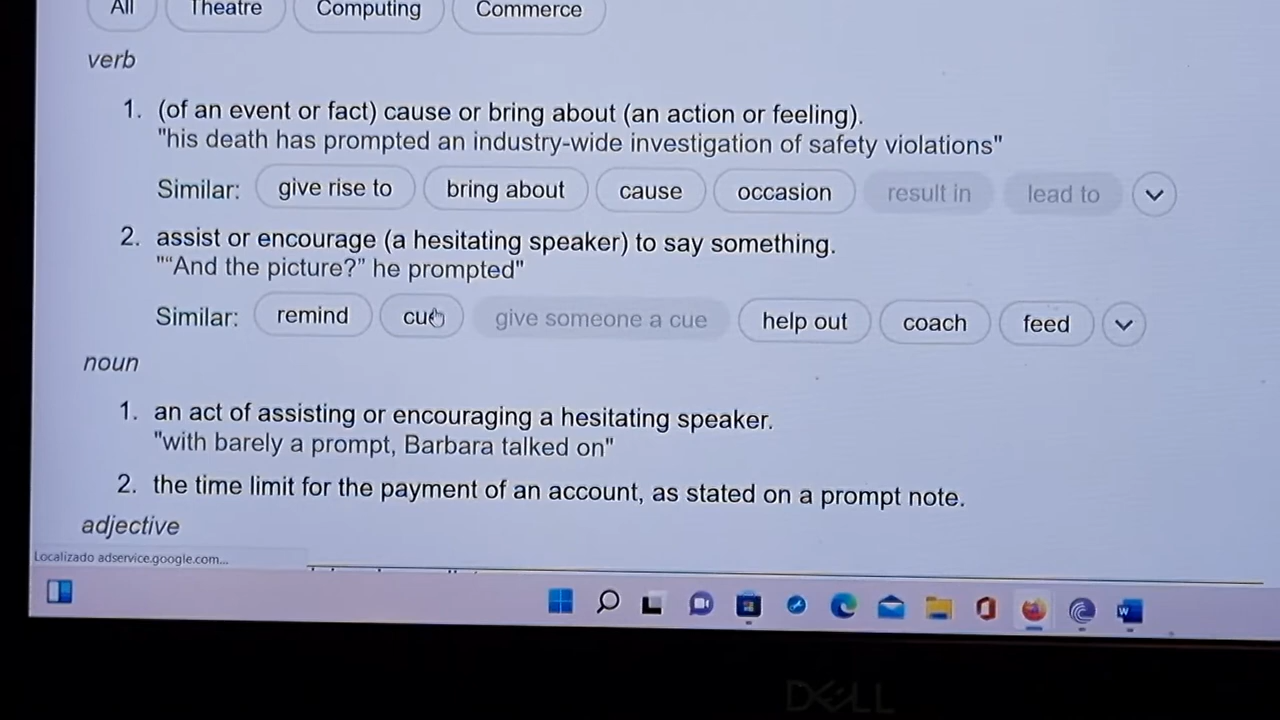 All Theatre Computing Commerce
verb
1. (of an event or fact) cause or bring about (an action or feeling).
"his death has prompted an industry-wide investigation of safety violations"
Similar: give rise to bring about cause occasion result in lead to
2. assist or encourage (a hesitating speaker) to say something.
"“And the picture?” he prompted"
Similar: remind cue give someone a cue help out coach feed
noun
1. an act of assisting or encouraging a hesitating speaker.
"with barely a prompt, Barbara talked on"
2. the time limit for the payment of an account, as stated on a prompt note.
adjective
Localizado adservice.google.com...
W
DELL